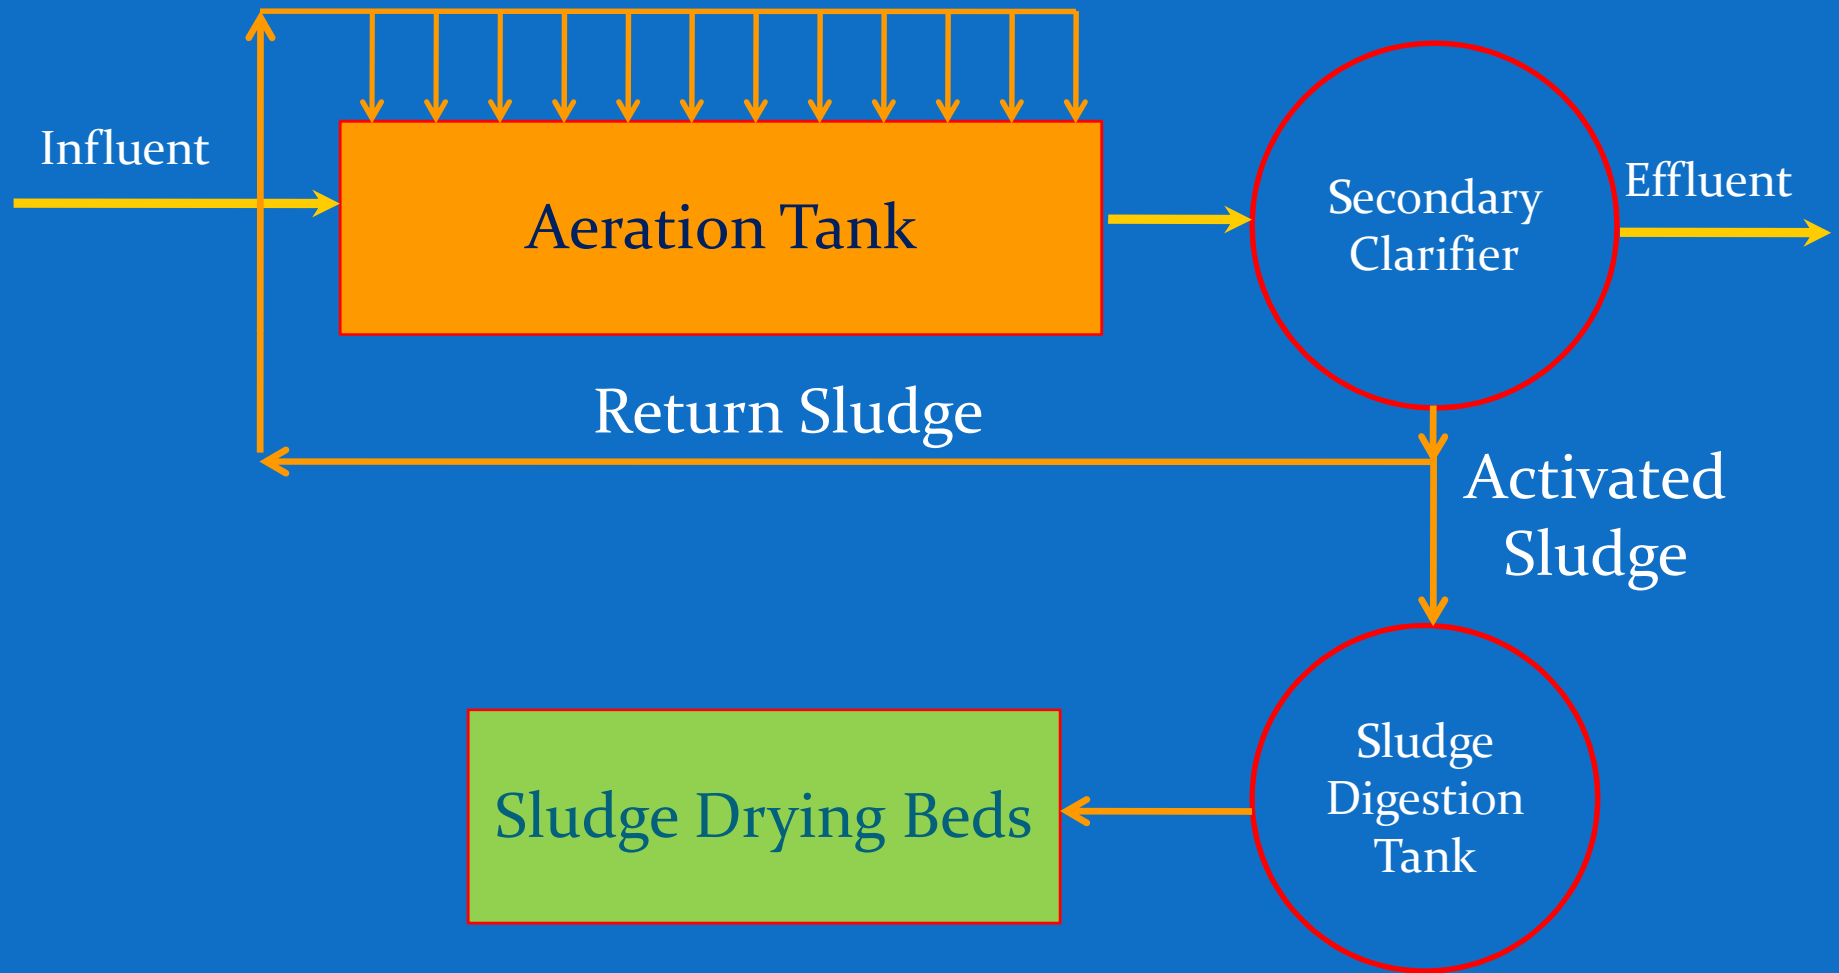 Influent
Aeration Tank
Secondary
Clarifier
Effluent
Return Sludge
Activated
Sludge
Sludge Drying Beds
Sludge
Digestion
Tank